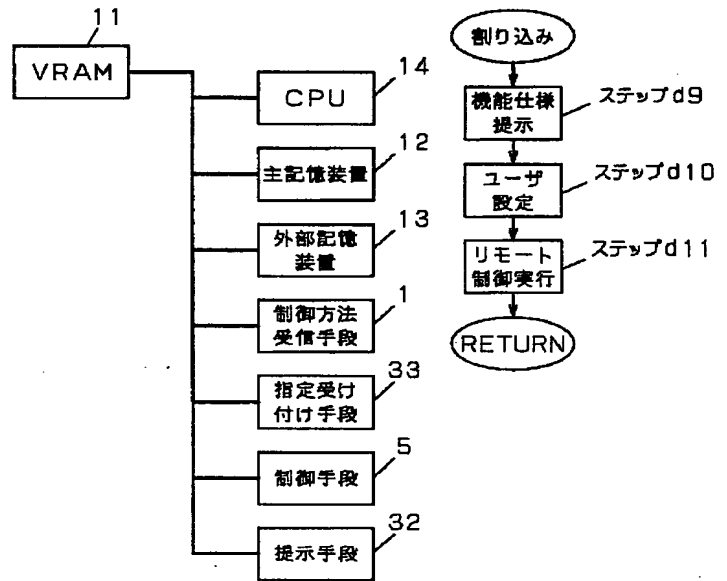 11
VRAM
14
CPU
12
主記憶装置
13
外部記憶
装置
1
制御方法
受信手段
33
指定受け
付け手段
5
制御手段
32
提示手段
割り込み
機能仕様
提示
ステップd9
ユーザ
設定
ステップd10
リモート
制御実行
ステップd11
RETURN